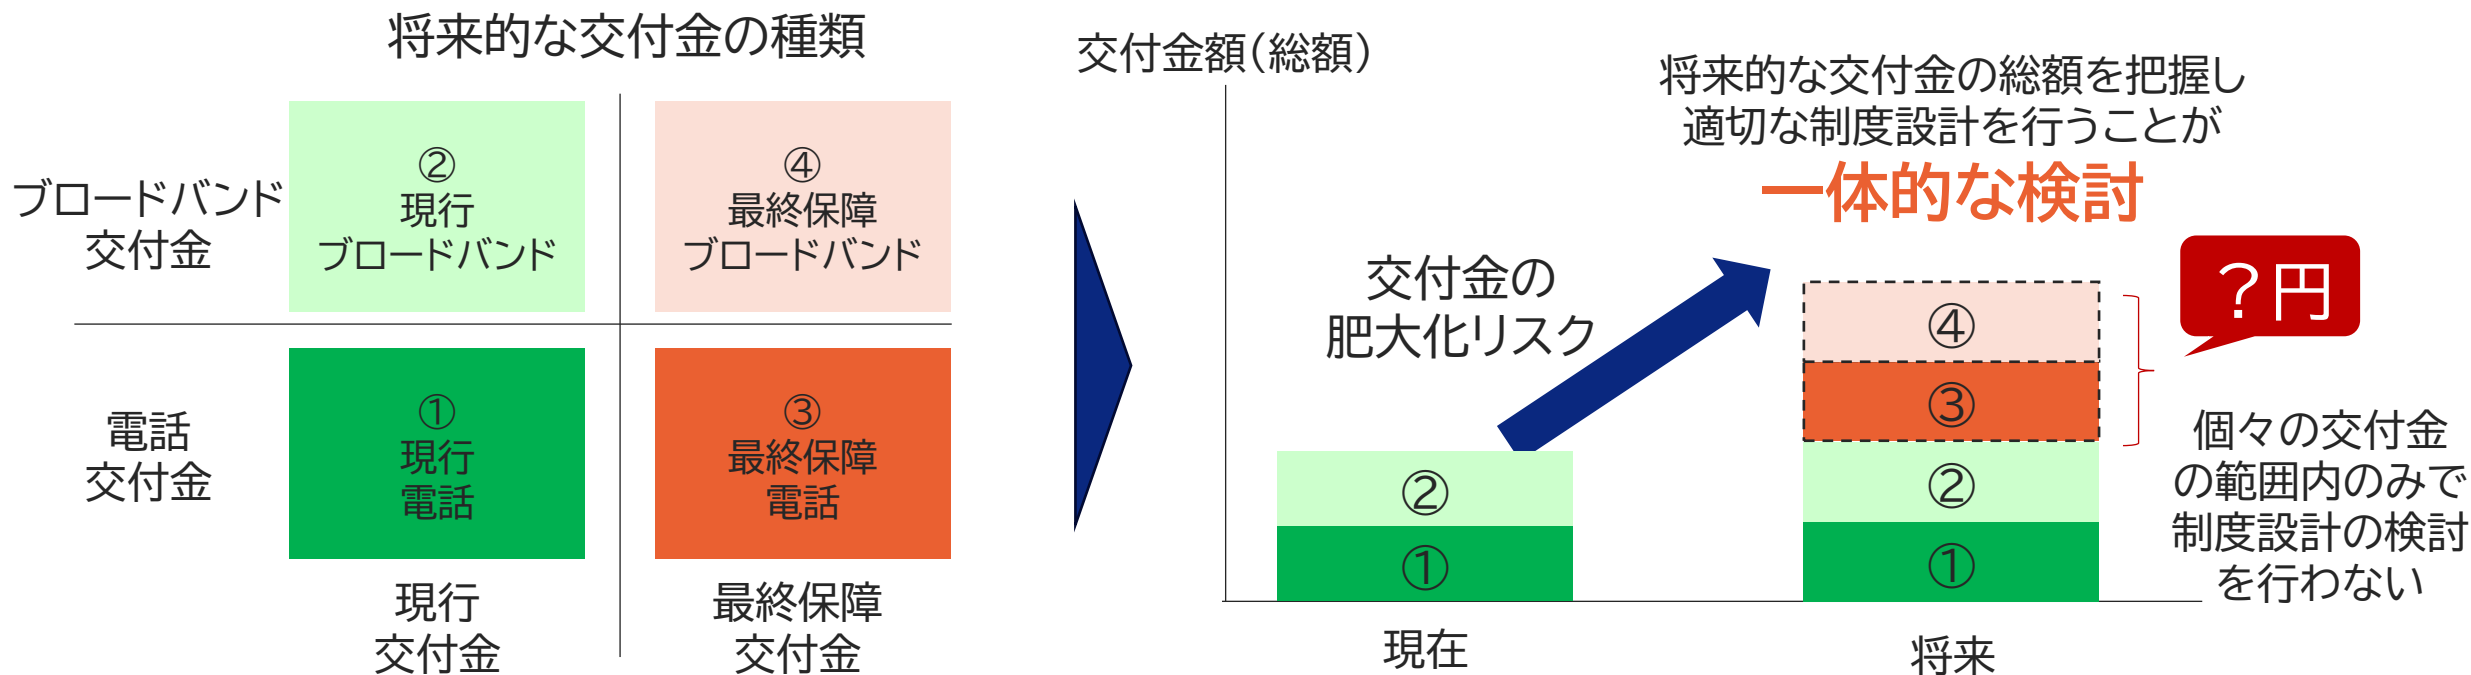 将来的な交付金の種類
ブロードバンド
交付金
②
現行
ブロードバンド
④
最終保障
ブロードバンド
電話
交付金
①
現行
電話
③
最終保障
電話
現行
交付金
最終保障
交付金
交付金額(総額)
将来的な交付金の総額を把握し
適切な制度設計を行うことが
一体的な検討
交付金の
肥大化リスク
?円
④
③
②
①
②
①
個々の交付金
の範囲内のみで
制度設計の検討
を行わない
現在
将来